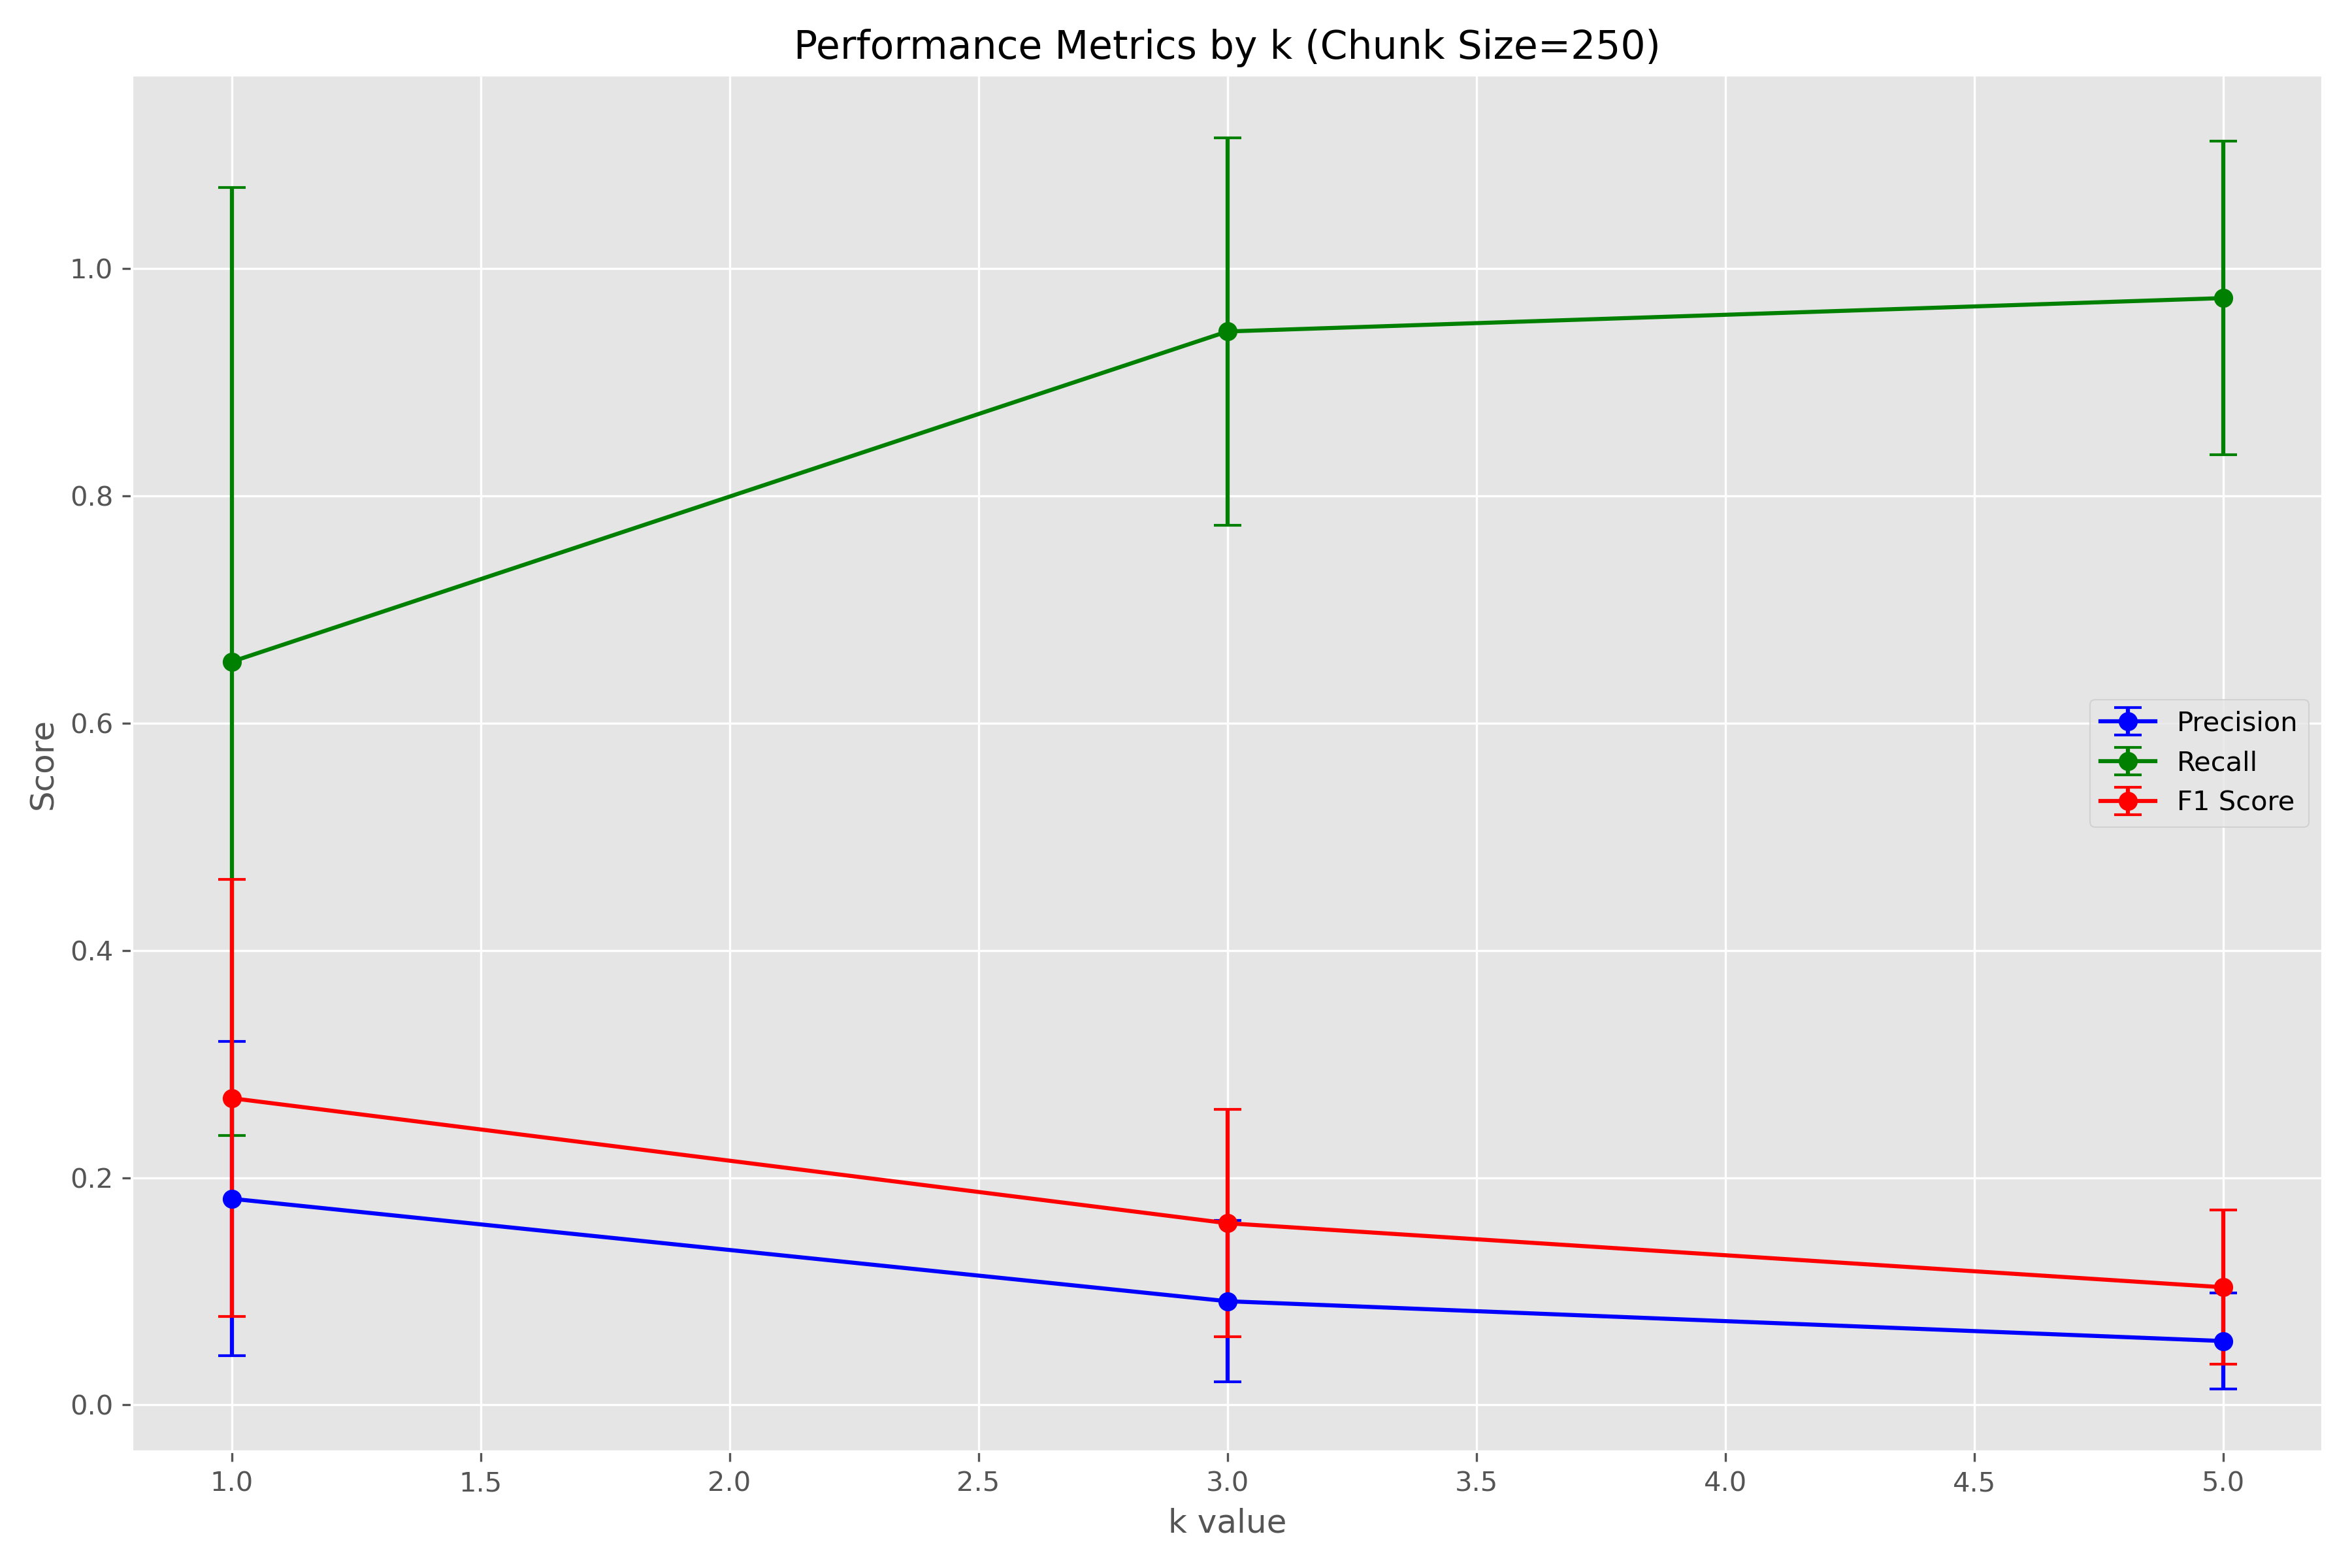 Performance Metrics by k (Chunk Size=250)
Score
1.0
0.8
0.6
0.4
0.2
0.0
Precision
Recall
F1 Score
1.0 1.5 2.0 2.5 3.0 3.5 4.0 4.5 5.0
k value